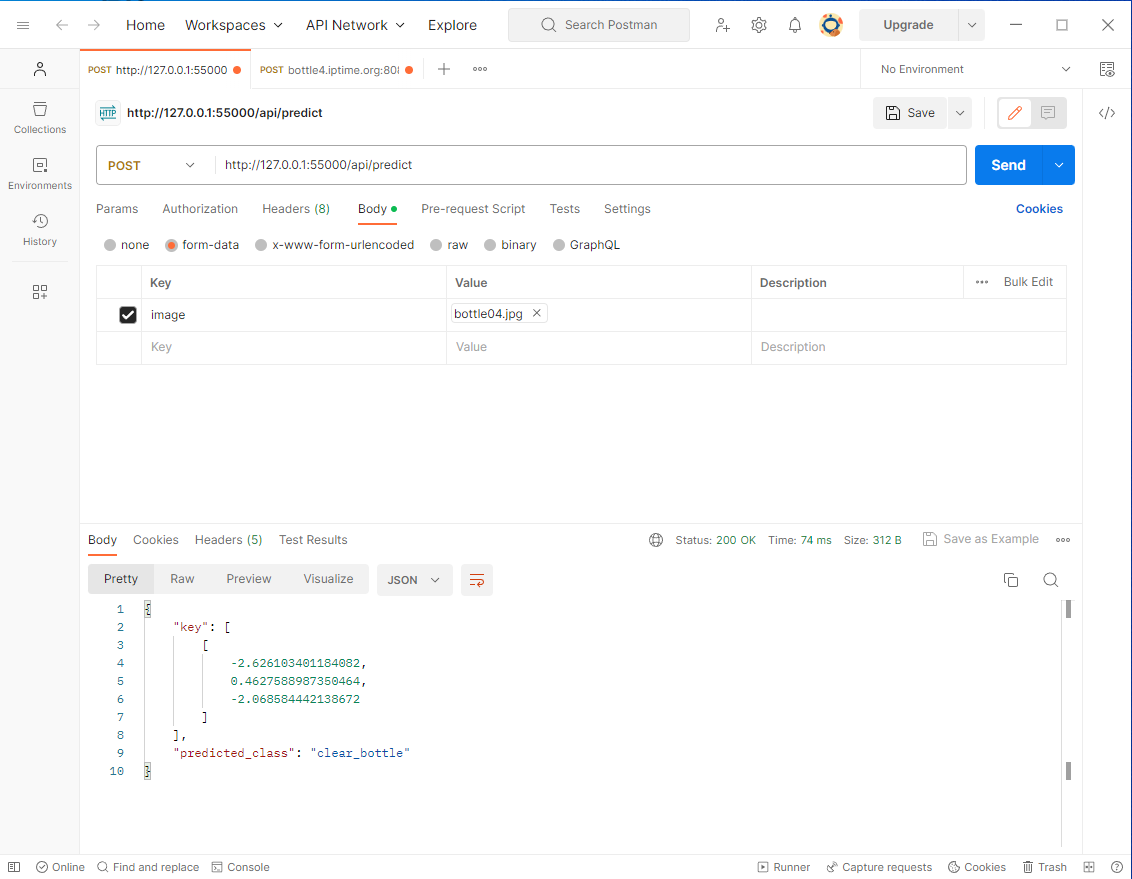 Home Workspaces API Network Explore Search Postman Upgrade
POST http://127.0.0.1:55000 POST bottle4.iptime.org:80 No Environment
HTTP http://127.0.0.1:55000/api/predict Save
Collections
Environments
History
POST http://127.0.0.1:55000/api/predict Send
Params Authorization Headers (8) Body Pre-request Script Tests Settings Cookies
none form-data x-www-form-urlencoded raw binary GraphQL
Key Value Description Bulk Edit
image bottle04.jpg
Key Value Description
Body Cookies Headers (5) Test Results Status: 200 OK Time: 74 ms Size: 312 B Save as Example
Pretty Raw Preview Visualize JSON
1 {
2 "key": [
3 [
4 -2.626103401184082,
5 0.4627588987350464,
6 -2.068584442138672
7 ]
8 ],
9 "predicted_class": "clear_bottle"
10 }
Online Find and replace Console Runner Capture requests Cookies Trash